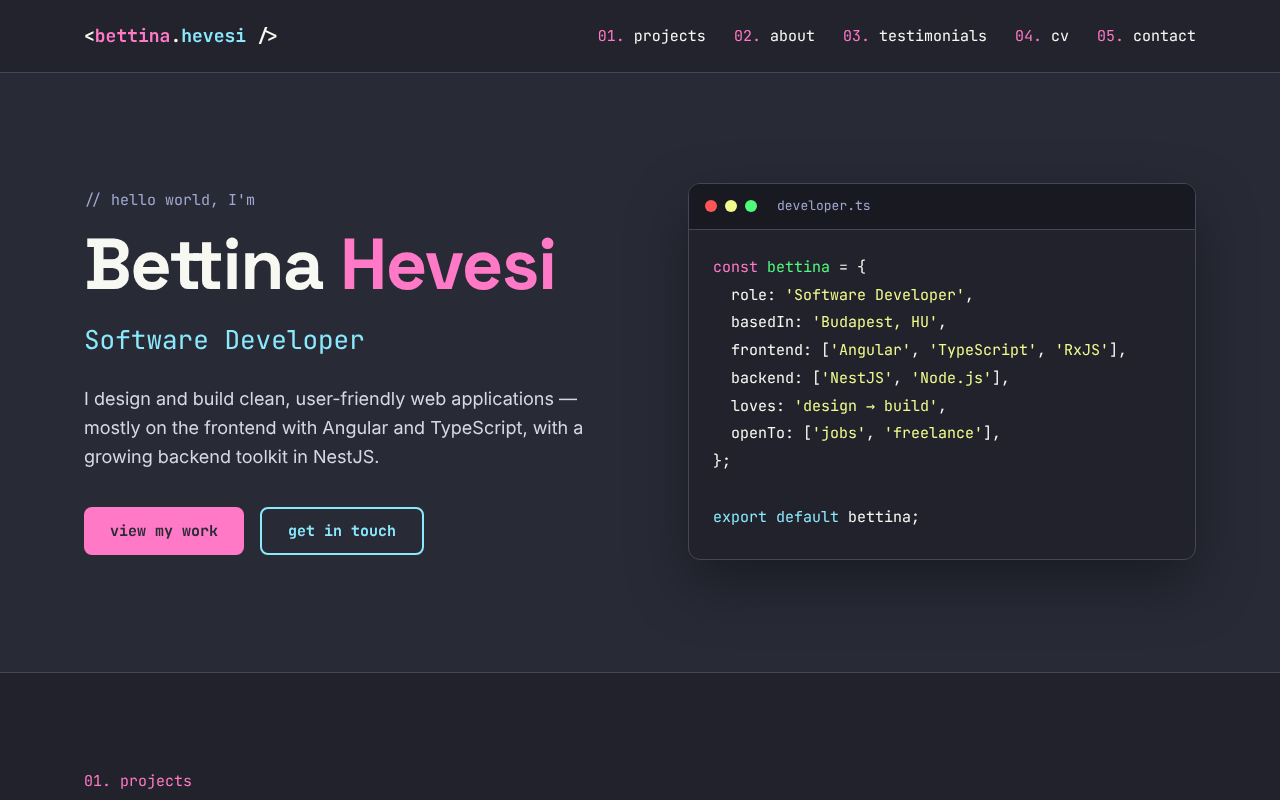 <bettina.hevesi />
01. projects 02. about 03. testimonials 04. cv 05. contact
// hello world, I'm
Bettina Hevesi
Software Developer
I design and build clean, user-friendly web applications —
mostly on the frontend with Angular and TypeScript, with a
growing backend toolkit in NestJS.
view my work
get in touch
developer.ts
const bettina = {
  role: 'Software Developer',
  basedIn: 'Budapest, HU',
  frontend: ['Angular', 'TypeScript', 'RxJS'],
  backend: ['NestJS', 'Node.js'],
  loves: 'design → build',
  openTo: ['jobs', 'freelance'],
};
export default bettina;
01. projects